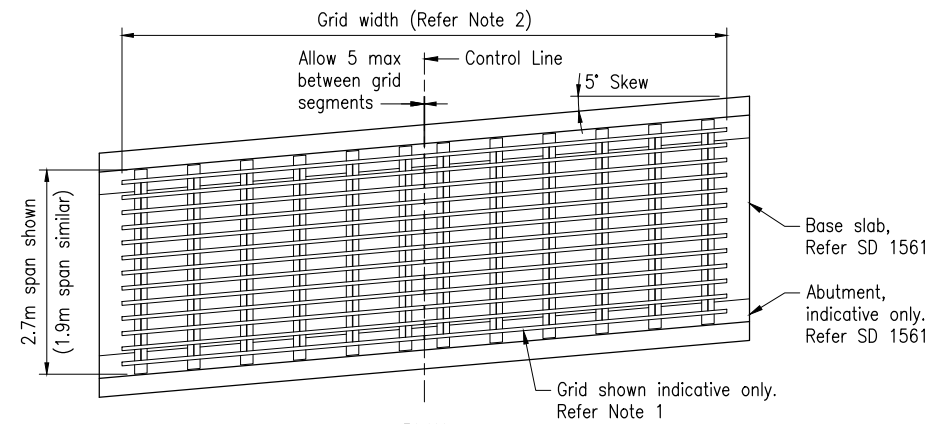 Grid width (Refer Note 2)
Allow 5 max
between grid
segments
Control Line
5° Skew
2.7m span shown
(1.9m span similar)
Base slab,
Refer SD 1561
Abutment,
indicative only.
Refer SD 1561
Grid shown indicative only.
Refer Note 1